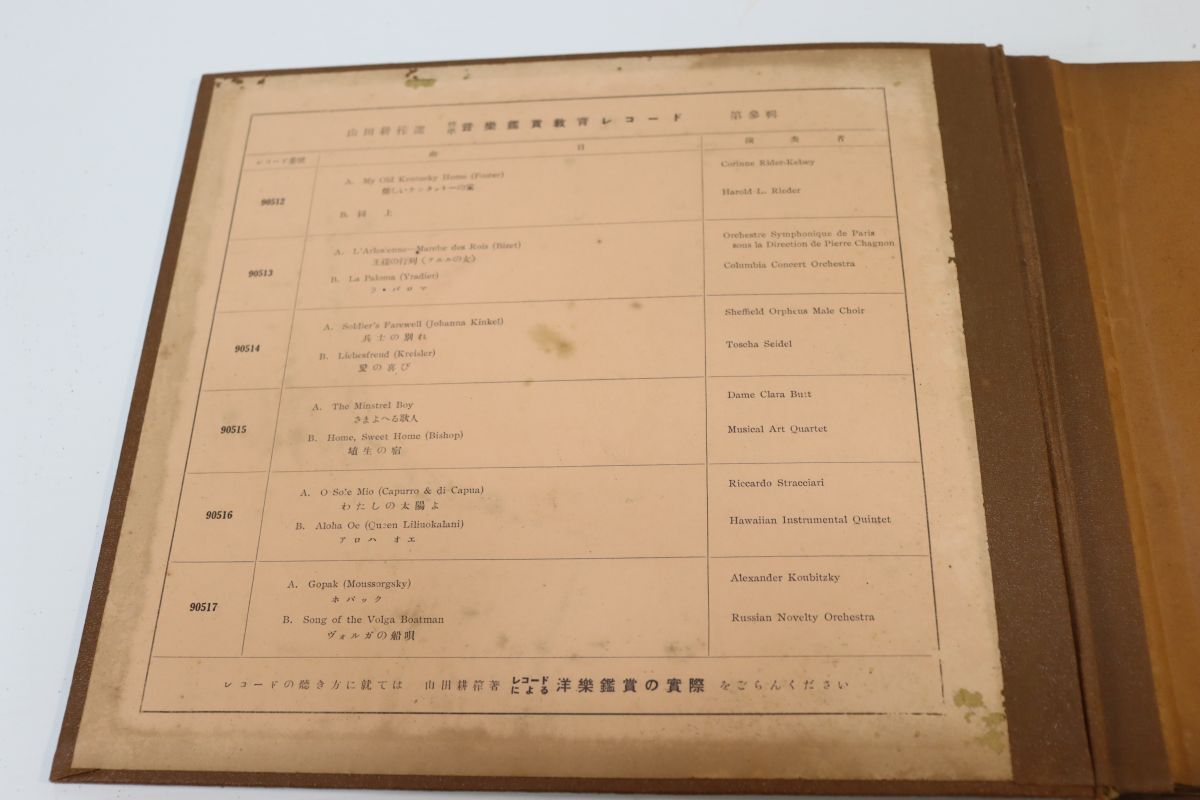 山田耕筰選 標準 音樂鑑賞教育レコード 第參輯
レコード番號 曲 目 演 奏 者
90512
A. My Old Kentucky Home (Foster)
懷しいケンタッキーの家
Corinne Rider-Kelsey
B. 同 上
Harold L. Rieder
90513
A. L'Arlesienne—Marche des Rois (Bizet)
王樣の行列(アルルの女)
Orchestre Symphonique de Paris
sous la Direction de Pierre Chagnon
B. La Paloma (Yradier)
ラ・パロマ
Columbia Concert Orchestra
90514
A. Soldier's Farewell (Johanna Kinkel)
兵士の別れ
Sheffield Orpheus Male Choir
B. Liebesfreud (Kreisler)
愛の喜び
Toscha Seidel
90515
A. The Minstrel Boy
さまよへる歌人
Dame Clara Butt
B. Home, Sweet Home (Bishop)
埴生の宿
Musical Art Quartet
90516
A. O So'e Mio (Capurro & di Capua)
わたしの太陽よ
Riccardo Stracciari
B. Aloha Oe (Queen Liliuokalani)
アロハ オエ
Hawaiian Instrumental Quintet
90517
A. Gopak (Moussorgsky)
ホパック
Alexander Koubitzky
B. Song of the Volga Boatman
ヴォルガの船唄
Russian Novelty Orchestra
レコードの聴き方に就ては 山田耕筰著 レコードによる 洋樂鑑賞の實際 をごらんください